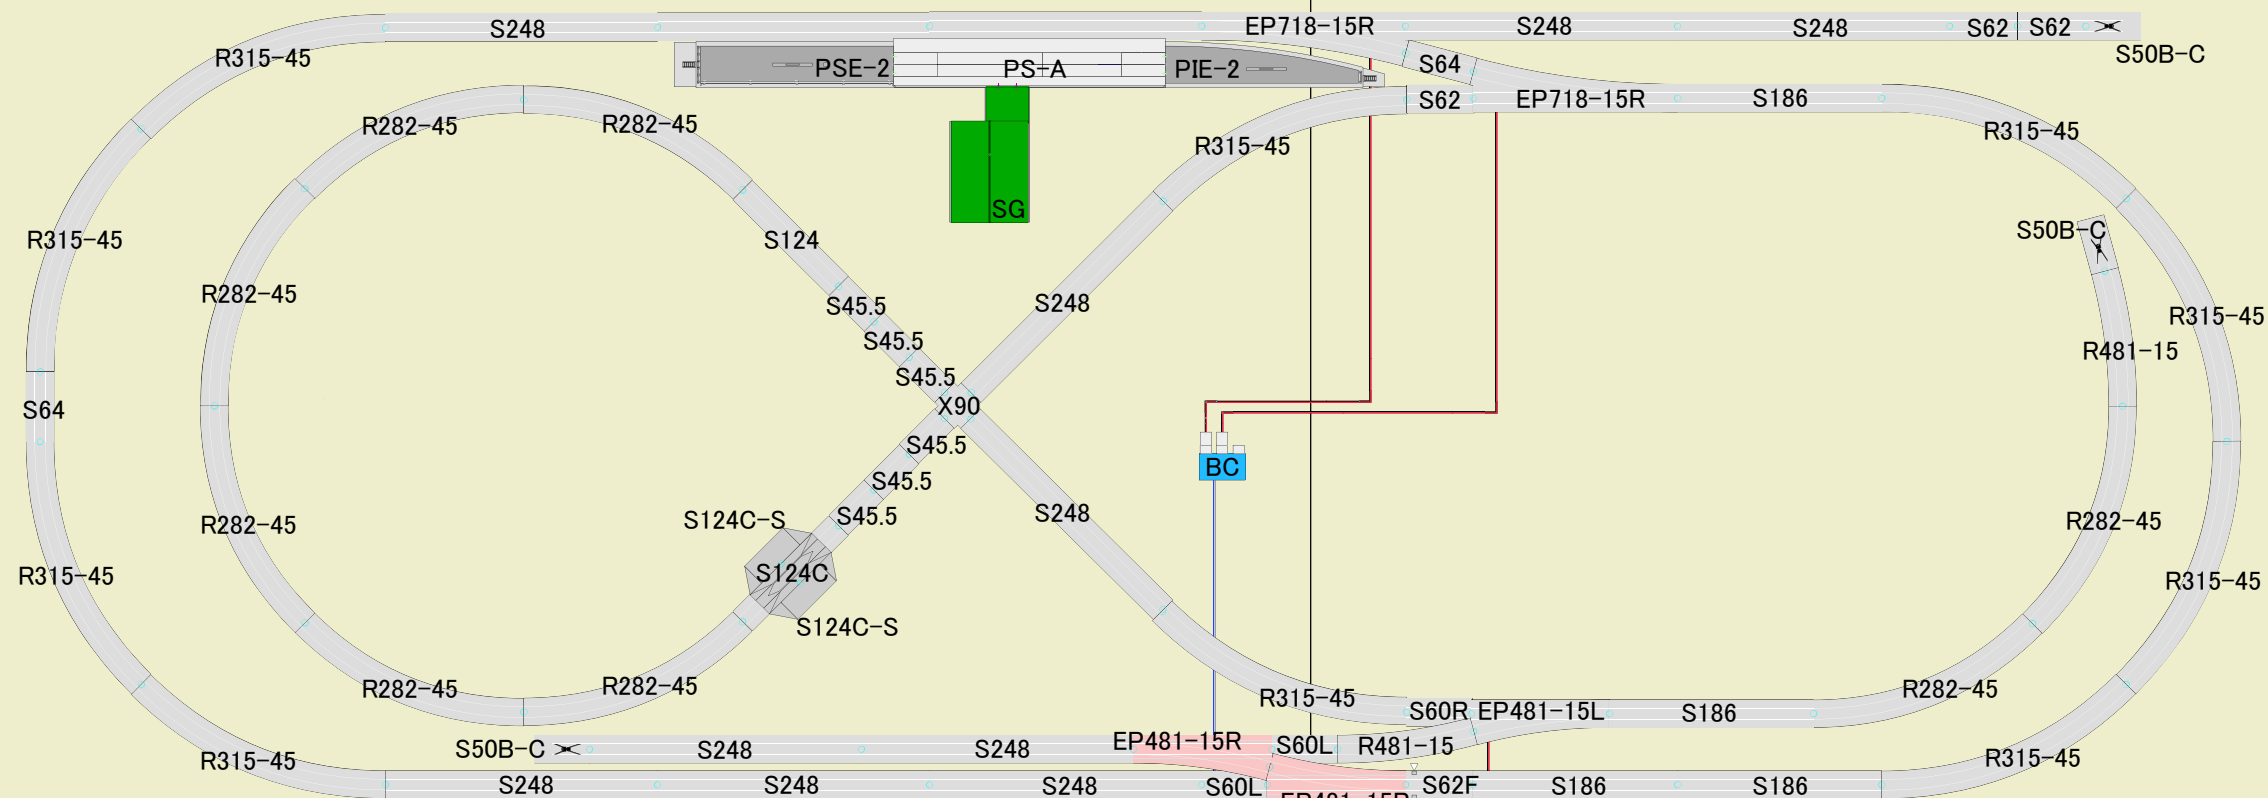 S248
EP718-15R
S248
S248
S62
S62
S50B-C
R315-45
PSE-2
PS-A
PIE-2
S64
S62
EP718-15R
S186
R282-45
R282-45
R315-45
R315-45
SG
R315-45
S124
S50B-C
R282-45
S45.5
S248
R315-45
S45.5
R481-15
S45.5
S64
X90
S45.5
BC
S45.5
S45.5
S248
S124C-S
R282-45
R282-45
S124C
R315-45
R315-45
S124C-S
R282-45
R282-45
R315-45
S60R
EP481-15L
S186
R282-45
S50B-C
S248
S248
EP481-15R
S60L
R481-15
R315-45
R315-45
S248
S248
S248
S60L
EP481-15R
S62F
S186
S186